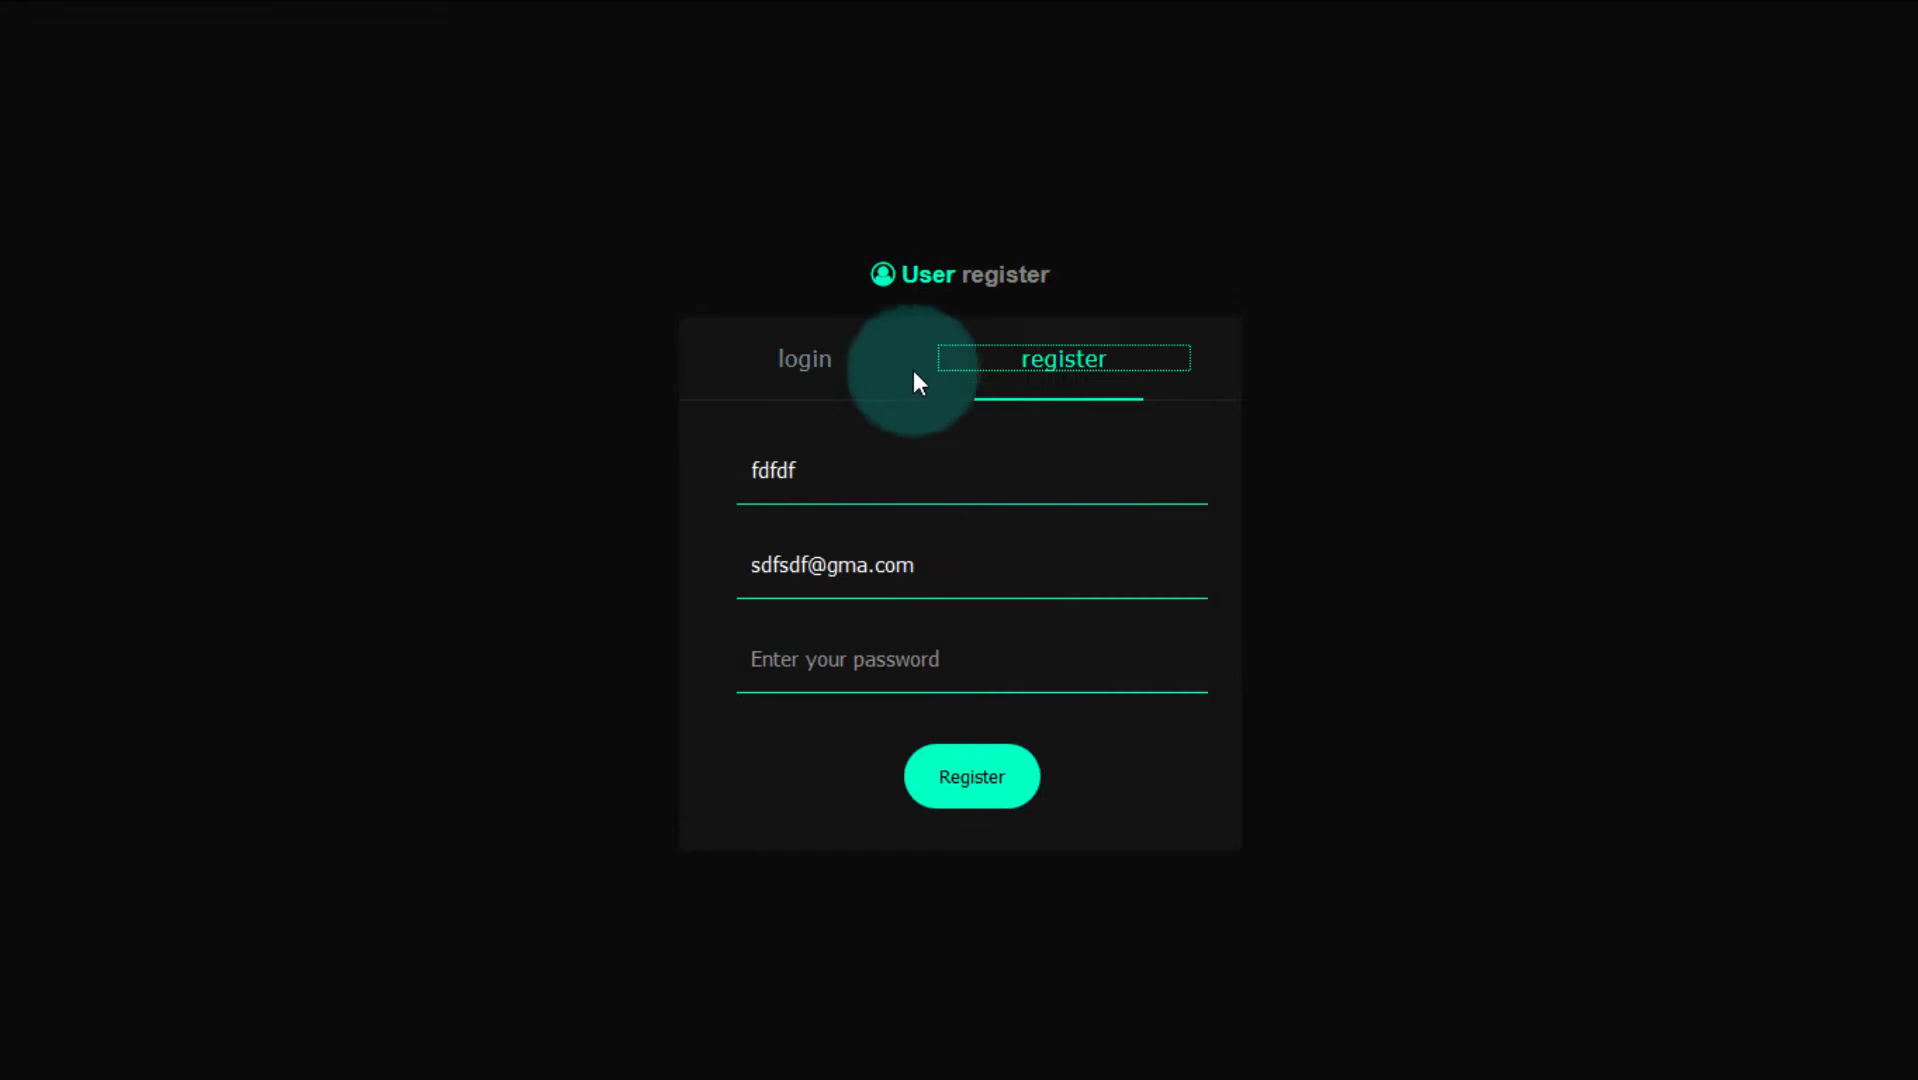 User register
login
register
fdfdf
sdfsdf@gma.com
Enter your password
Register